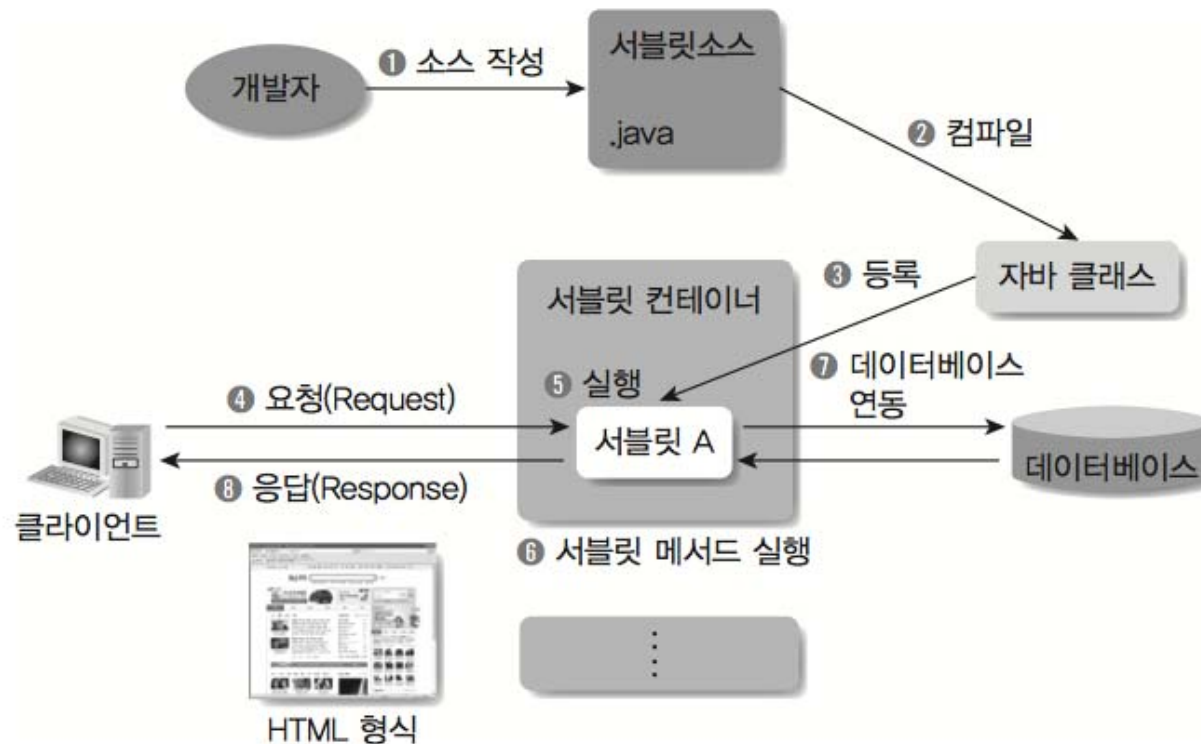 개발자
❶ 소스 작성
서블릿소스
.java
❷ 컴파일
자바 클래스
❸ 등록
서블릿 컨테이너
❹ 요청(Request)
❺ 실행
서블릿 A
❼ 데이터베이스
연동
데이터베이스
❽ 응답(Response)
클라이언트
❻ 서블릿 메서드 실행
HTML 형식